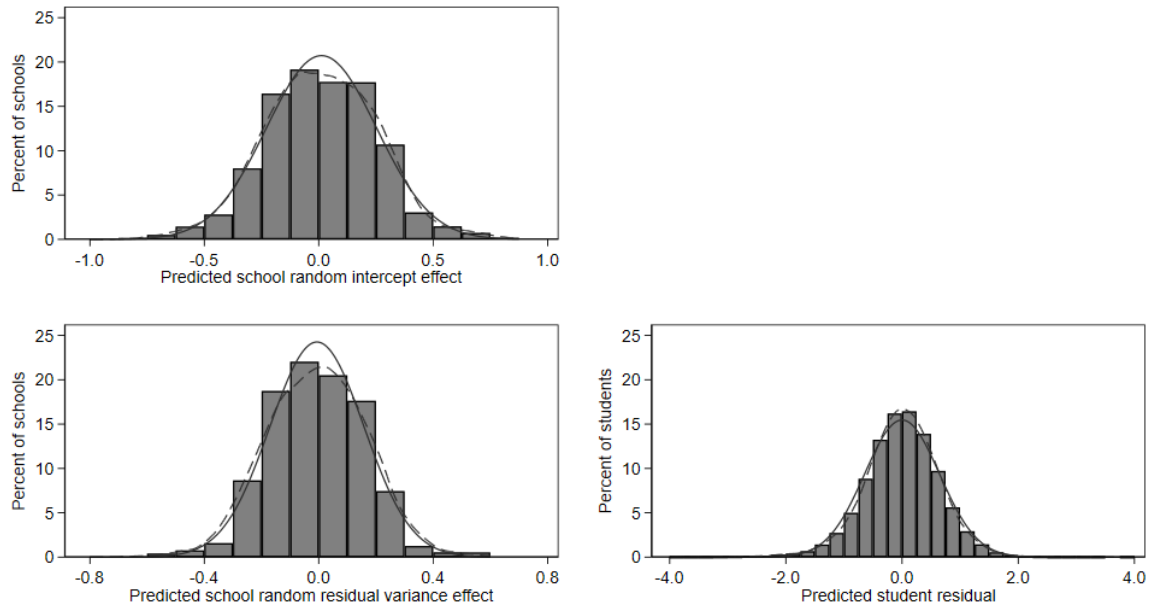 Percent of schools
25
20
15
10
5
0
-1.0 -0.5 0.0 0.5 1.0
Predicted school random intercept effect
Percent of schools
25
20
15
10
5
0
-0.8 -0.4 0.0 0.4 0.8
Predicted school random residual variance effect
Percent of students
25
20
15
10
5
0
-4.0 -2.0 0.0 2.0 4.0
Predicted student residual